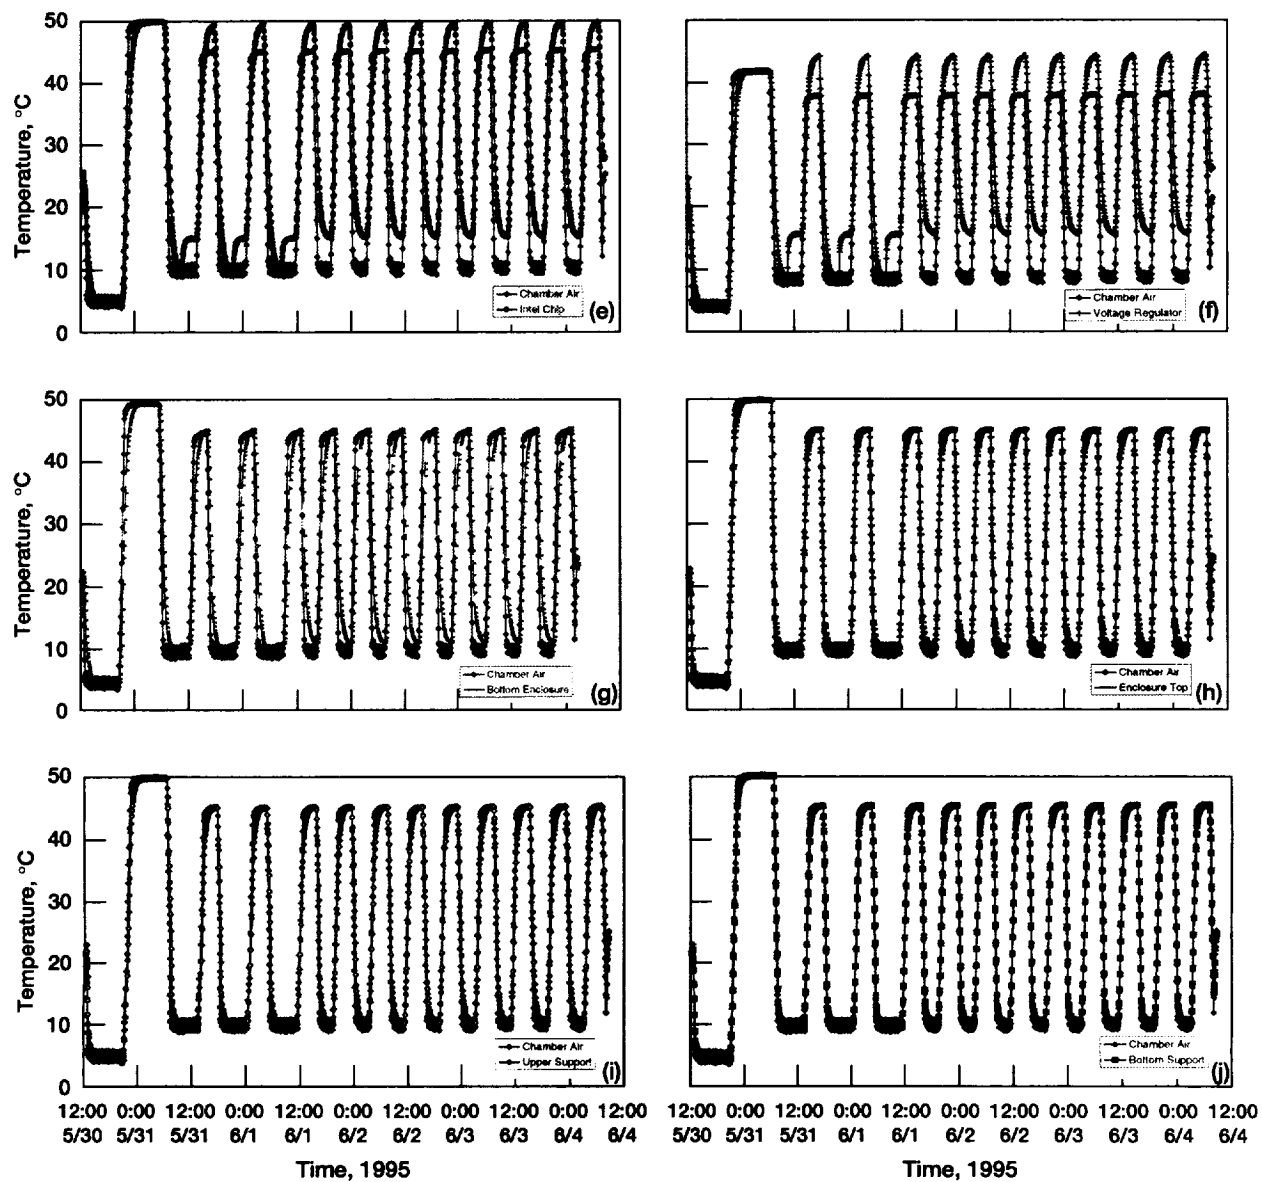 50
40
30
20
10
0
Temperature, °C
Chamber Air
Intel Chip
(e)
Chamber Air
Voltage Regulator
(f)
50
40
30
20
10
0
Temperature, °C
Chamber Air
Bottom Enclosure
(g)
Chamber Air
Enclosure Top
(h)
50
40
30
20
10
0
Temperature, °C
Chamber Air
Upper Support
(i)
Chamber Air
Bottom Support
(j)
12:00 0:00 12:00 0:00 12:00 0:00 12:00 0:00 12:00 0:00 12:00
5/30 5/31 5/31 6/1 6/1 6/2 6/2 6/3 6/3 6/4 6/4
Time, 1995
12:00 0:00 12:00 0:00 12:00 0:00 12:00 0:00 12:00 0:00 12:00
5/30 5/31 5/31 6/1 6/1 6/2 6/2 6/3 6/3 6/4 6/4
Time, 1995